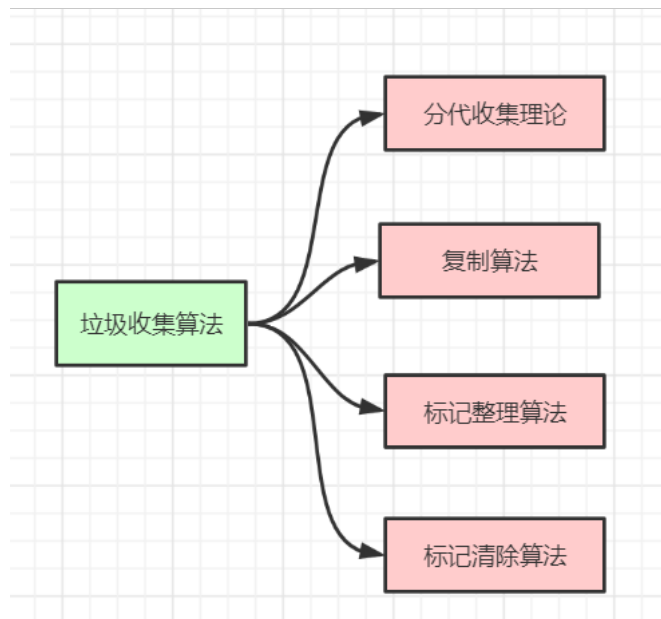 分代收集理论
复制算法
垃圾收集算法
标记整理算法
标记清除算法